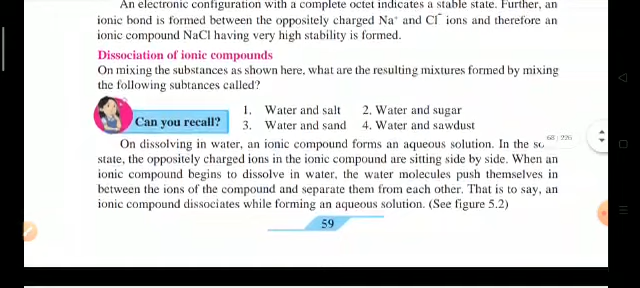 An electronic configuration with a complete octet indicates a stable state. Further, an
ionic bond is formed between the oppositely charged Na⁺ and Cl⁻ ions and therefore an
ionic compound NaCl having very high stability is formed.
Dissociation of ionic compounds
On mixing the substances as shown here, what are the resulting mixtures formed by mixing
the following subtances called?
Can you recall?
1. Water and salt 2. Water and sugar
3. Water and sand 4. Water and sawdust
On dissolving in water, an ionic compound forms an aqueous solution. In the
state, the oppositely charged ions in the ionic compound are sitting side by side. When an
ionic compound begins to dissolve in water, the water molecules push themselves in
between the ions of the compound and separate them from each other. That is to say, an
ionic compound dissociates while forming an aqueous solution. (See figure 5.2)
59